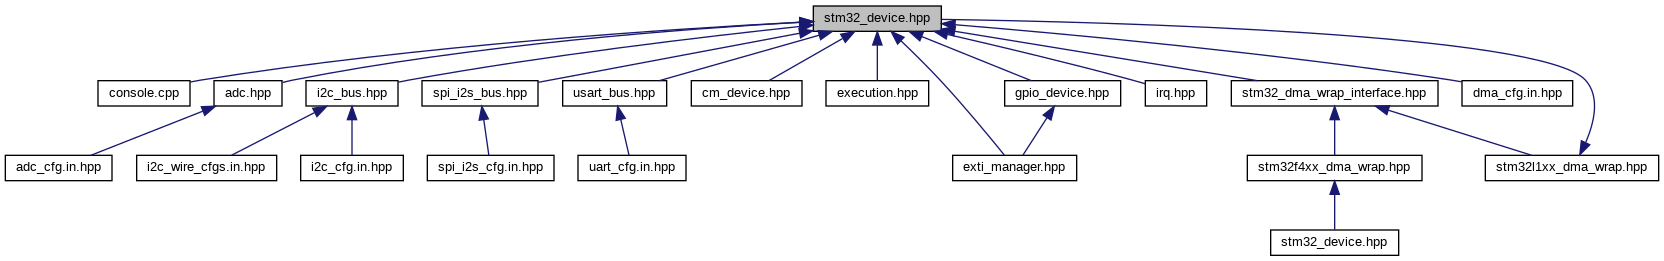 stm32_device.hpp
console.cpp
adc.hpp
i2c_bus.hpp
spi_i2s_bus.hpp
usart_bus.hpp
cm_device.hpp
execution.hpp
gpio_device.hpp
irq.hpp
stm32_dma_wrap_interface.hpp
dma_cfg.in.hpp
adc_cfg.in.hpp
i2c_wire_cfgs.in.hpp
i2c_cfg.in.hpp
spi_i2s_cfg.in.hpp
uart_cfg.in.hpp
exti_manager.hpp
stm32f4xx_dma_wrap.hpp
stm32l1xx_dma_wrap.hpp
stm32_device.hpp